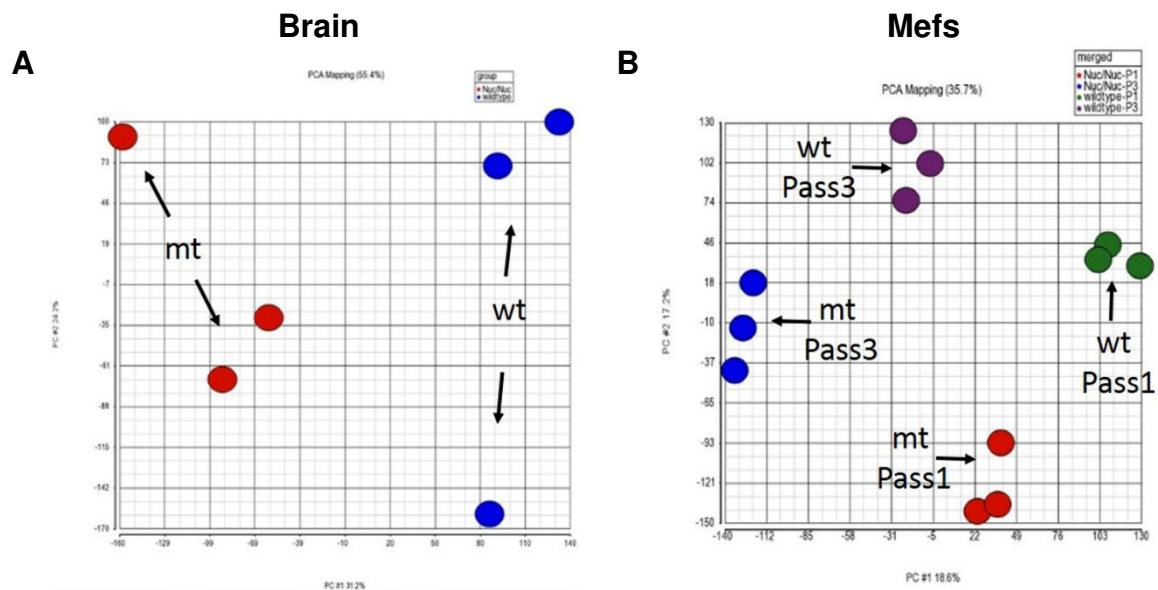 Brain
Mefs
A
B
PCA Mapping (55.4%)
group
Nuc/Nuc
wildtype
100
73
46
19
-7
-35
-61
-88
-115
-142
-170
-160
-129
-99
-69
-39
-10
20
50
80
110
140
PC #2 24.2%
PC #1 31.2%
mt
wt
PCA Mapping (35.7%)
merged
Nuc/Nuc-P1
Nuc/Nuc-P3
wildtype-P1
wildtype-P3
130
102
74
46
18
-10
-37
-65
-93
-121
-150
-140
-112
-85
-58
-31
-5
22
49
76
103
130
PC #2 17.2%
PC #1 18.6%
wt
Pass3
mt
Pass3
wt
Pass1
mt
Pass1